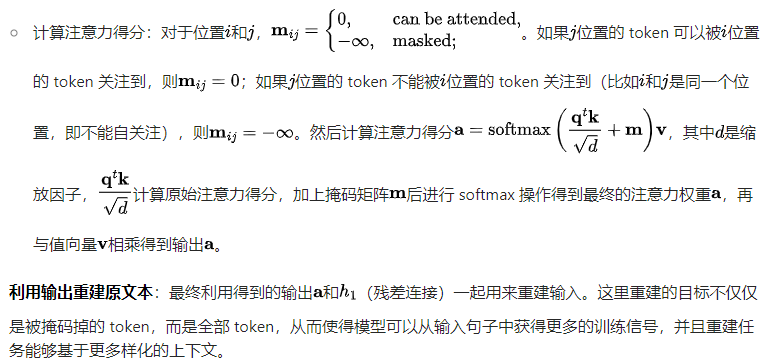 计算注意力得分：对于位置i和j，$\mathbf{m}_{ij} = \begin{cases} 0, & \text{can be attended,} \\ -\infty, & \text{masked;} \end{cases}$。如果j位置的 token 可以被i位置
的 token 关注到，则$\mathbf{m}_{ij} = 0$；如果j位置的 token 不能被i位置的 token 关注到（比如i和j是同一个位
置，即不能自关注），则$\mathbf{m}_{ij} = -\infty$。然后计算注意力得分$\mathbf{a} = \text{softmax}\left(\frac{\mathbf{q}^t\mathbf{k}}{\sqrt{d}} + \mathbf{m}\right)\mathbf{v}$，其中d是缩
放因子，$\frac{\mathbf{q}^t\mathbf{k}}{\sqrt{d}}$计算原始注意力得分，加上掩码矩阵$\mathbf{m}$后进行 softmax 操作得到最终的注意力权重$\mathbf{a}$，再
与值向量$\mathbf{v}$相乘得到输出$\mathbf{a}$。
利用输出重建原文本：最终利用得到的输出$\mathbf{a}$和$h_1$（残差连接）一起用来重建输入。这里重建的目标不仅仅
是被掩码掉的 token，而是全部 token，从而使得模型可以从输入句子中获得更多的训练信号，并且重建任
务能够基于更多样化的上下文。